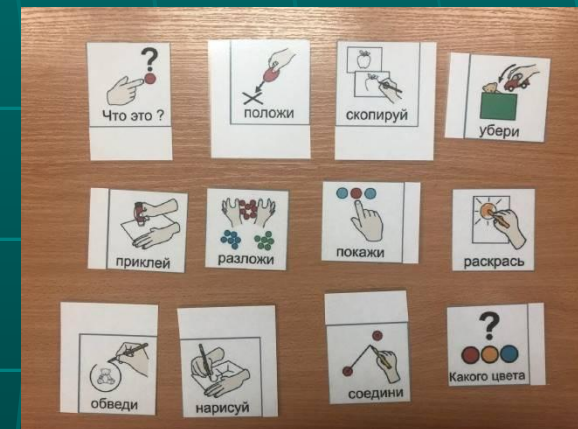 Что это ?
положи
скопируй
убери
приклей
разложи
покажи
раскрась
обведи
нарисуй
соедини
Какого цвета